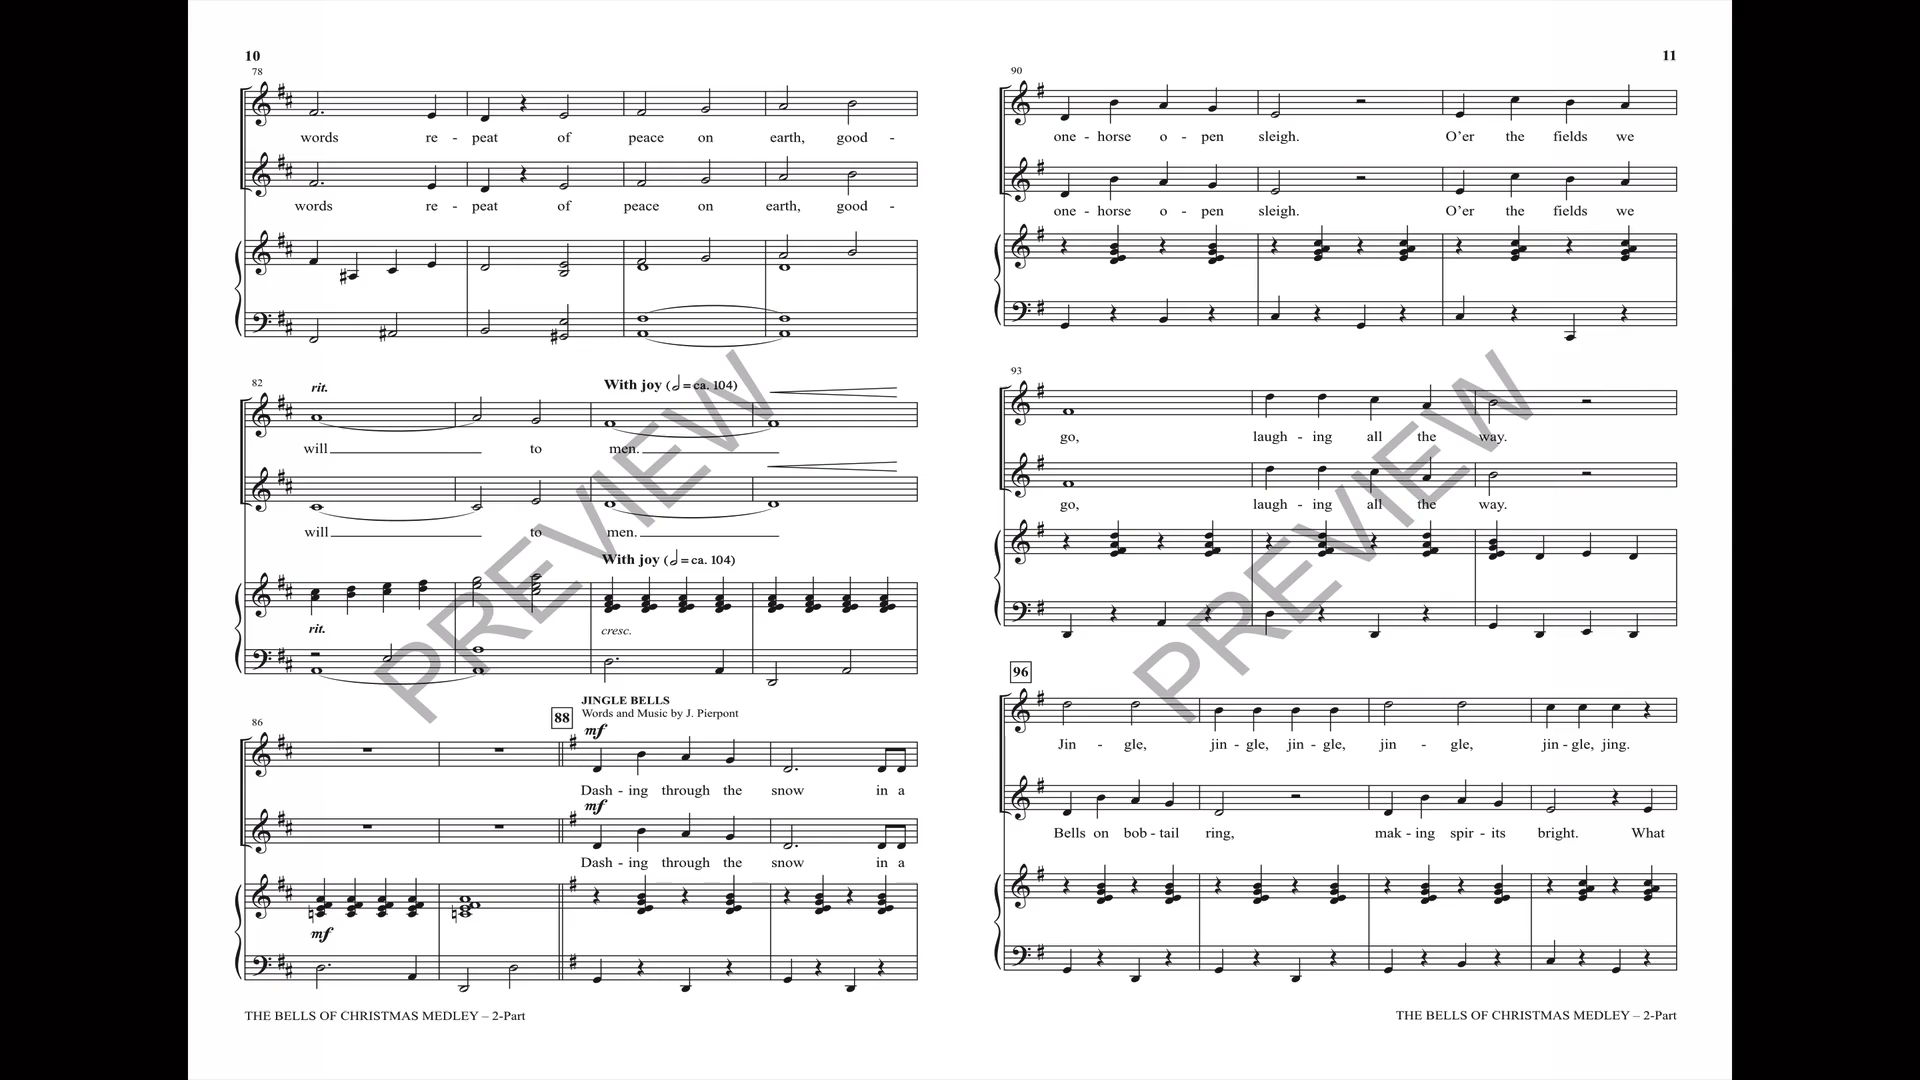 10
78
words re - peat of peace on earth, good -
words re - peat of peace on earth, good -
82
rit.
With joy (𝅗𝅥 = ca. 104)
will to men.
will to men.
With joy (𝅗𝅥 = ca. 104)
rit.
cresc.
JINGLE BELLS
86
88
Words and Music by J. Pierpont
mf
Dash - ing through the snow in a
mf
Dash - ing through the snow in a
mf
THE BELLS OF CHRISTMAS MEDLEY – 2-Part
PREVIEW
11
90
one - horse o - pen sleigh. O’er the fields we
one - horse o - pen sleigh. O’er the fields we
93
go, laugh - ing all the way.
go, laugh - ing all the way.
96
Jin - gle, jin - gle, jin - gle, jin - gle, jin - gle, jing.
Bells on bob - tail ring, mak - ing spir - its bright. What
THE BELLS OF CHRISTMAS MEDLEY – 2-Part
PREVIEW